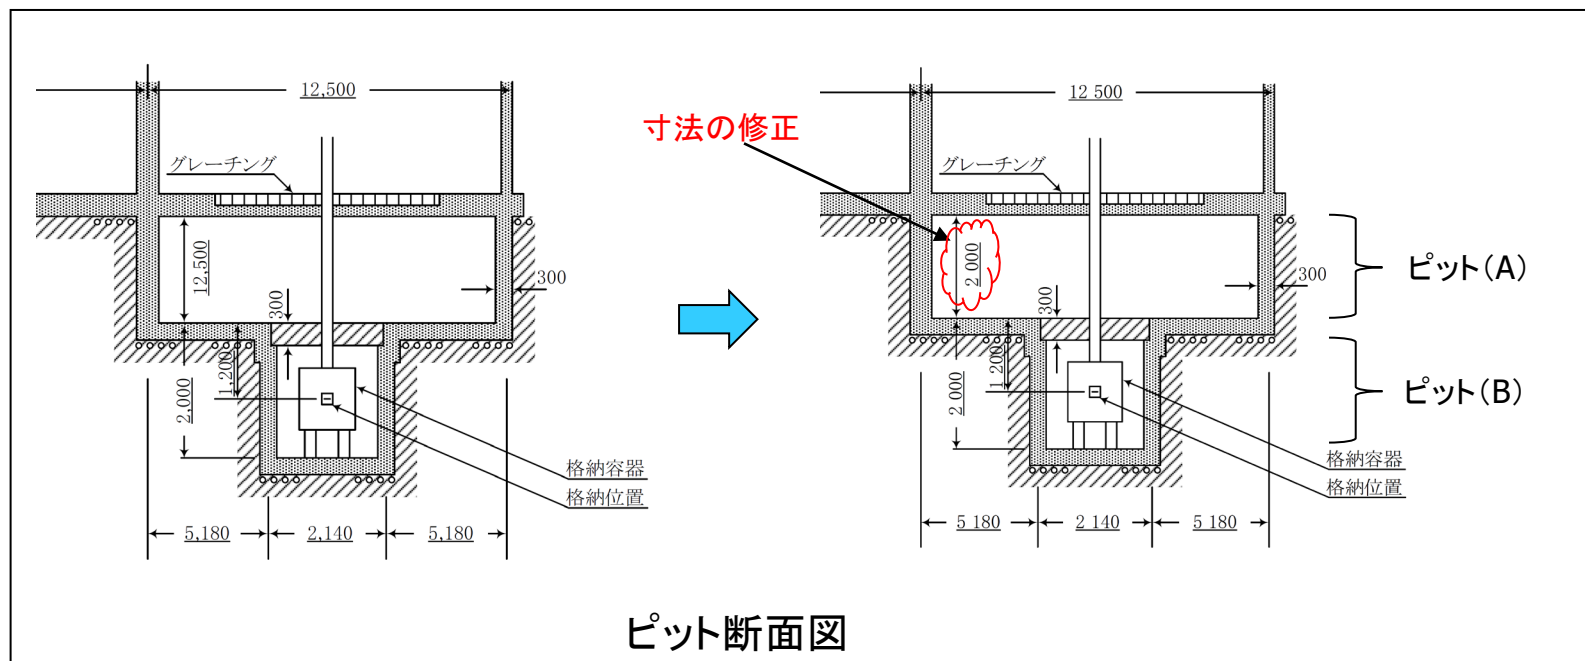 12,500
グレーチング
12,500
300
300
1,200
2,000
格納容器
格納位置
5,180
2,140
5,180
寸法の修正
12 500
グレーチング
2 000
300
300
1 200
2 000
格納容器
格納位置
5 180
2 140
5 180
ピット(A)
ピット(B)
ピット断面図